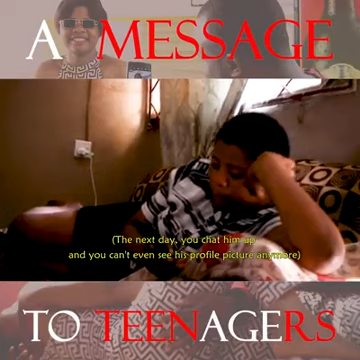 A MESSAGE
(The next day, you chat him up
and you can't even see his profile picture anymore)
TO TEENAGERS